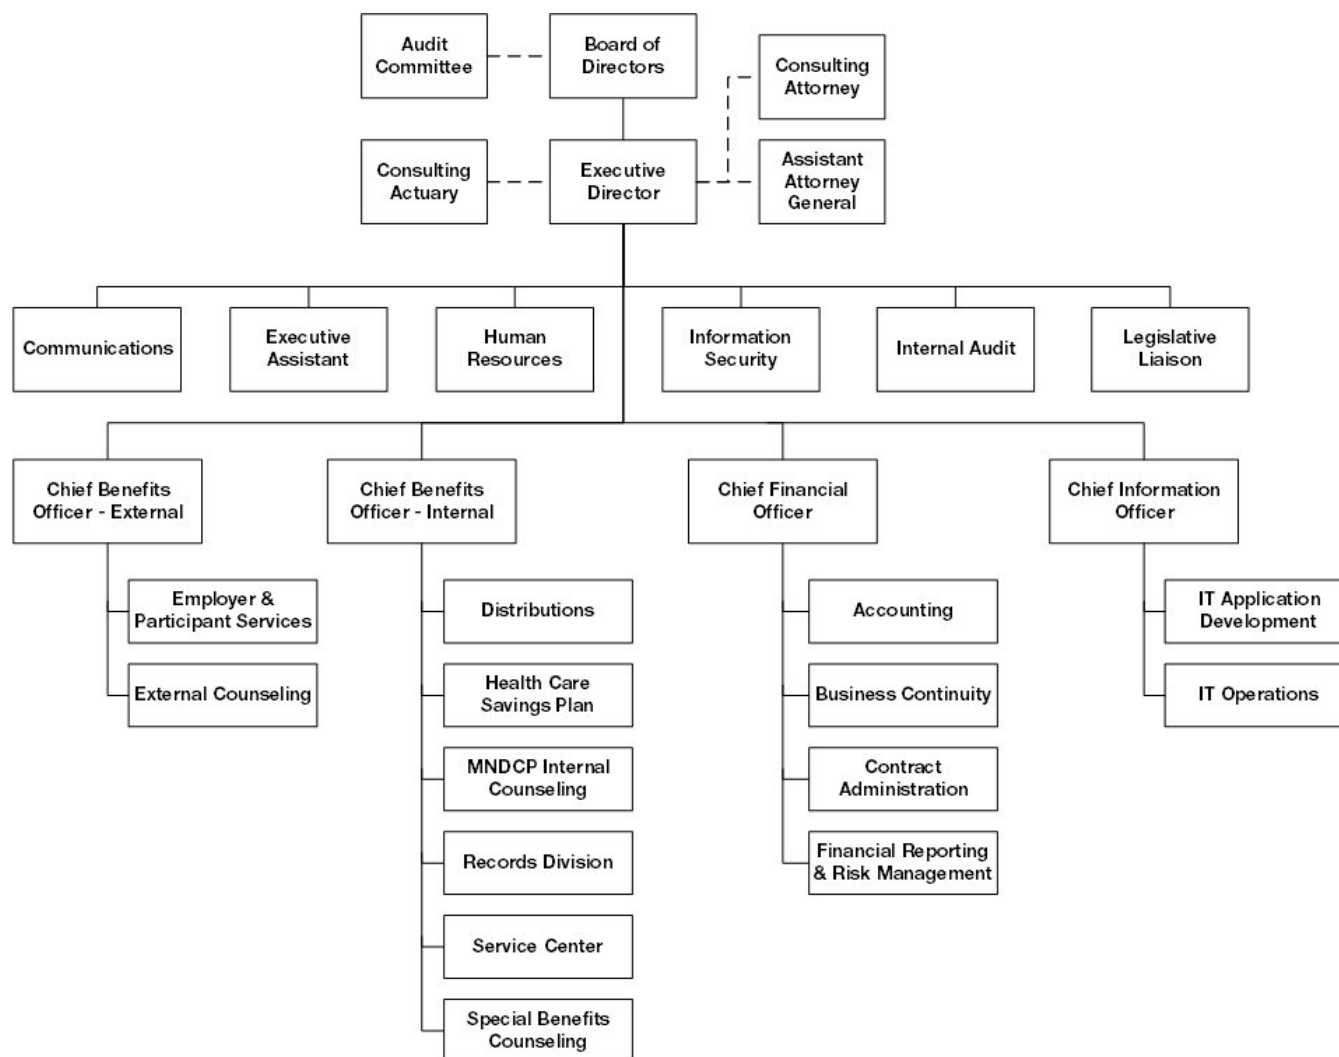 Audit
Committee
Board of
Directors
Consulting
Attorney
Consulting
Actuary
Executive
Director
Assistant
Attorney
General
Communications
Executive
Assistant
Human
Resources
Information
Security
Internal Audit
Legislative
Liaison
Chief Benefits
Officer - External
Chief Benefits
Officer - Internal
Chief Financial
Officer
Chief Information
Officer
Employer &
Participant Services
External Counseling
Distributions
Health Care
Savings Plan
MNDCP Internal
Counseling
Records Division
Service Center
Special Benefits
Counseling
Accounting
Business Continuity
Contract
Administration
Financial Reporting
& Risk Management
IT Application
Development
IT Operations